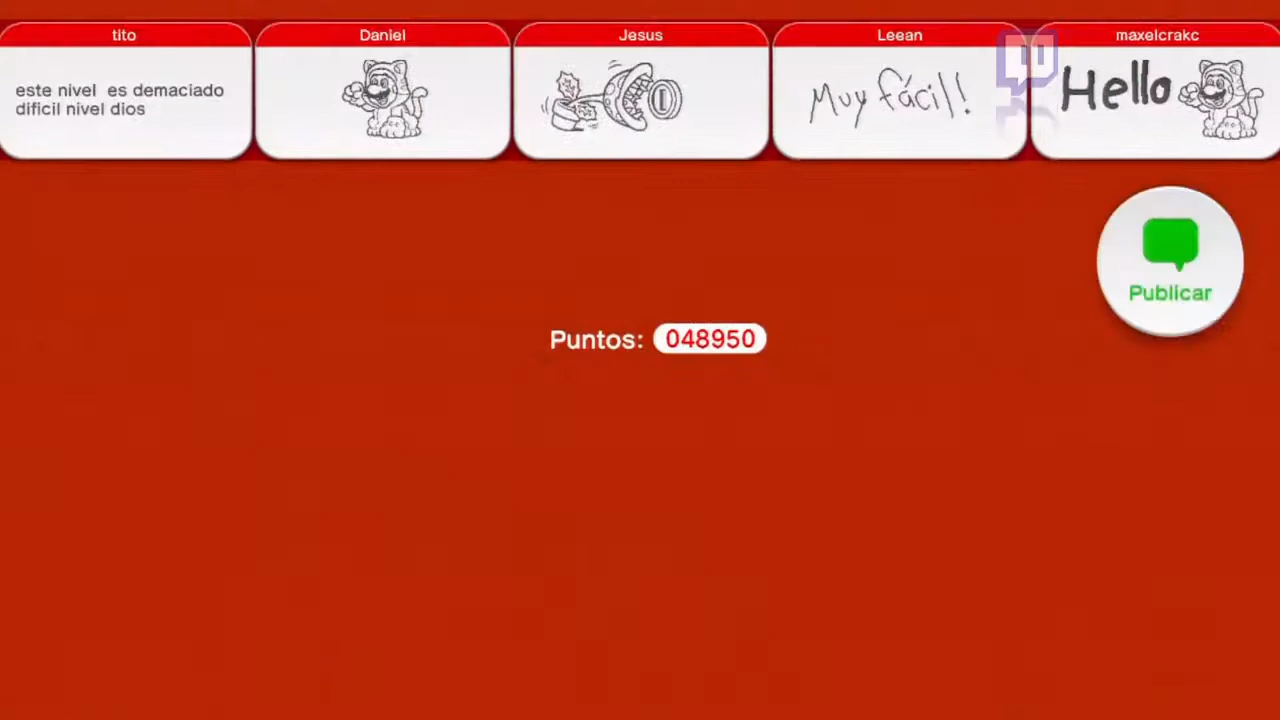 tito
este nivel es demaciado
dificil nivel dios
Daniel
Jesus
Leean
Muy fácil!
maxelcrakc
Hello
Publicar
Puntos: 048950